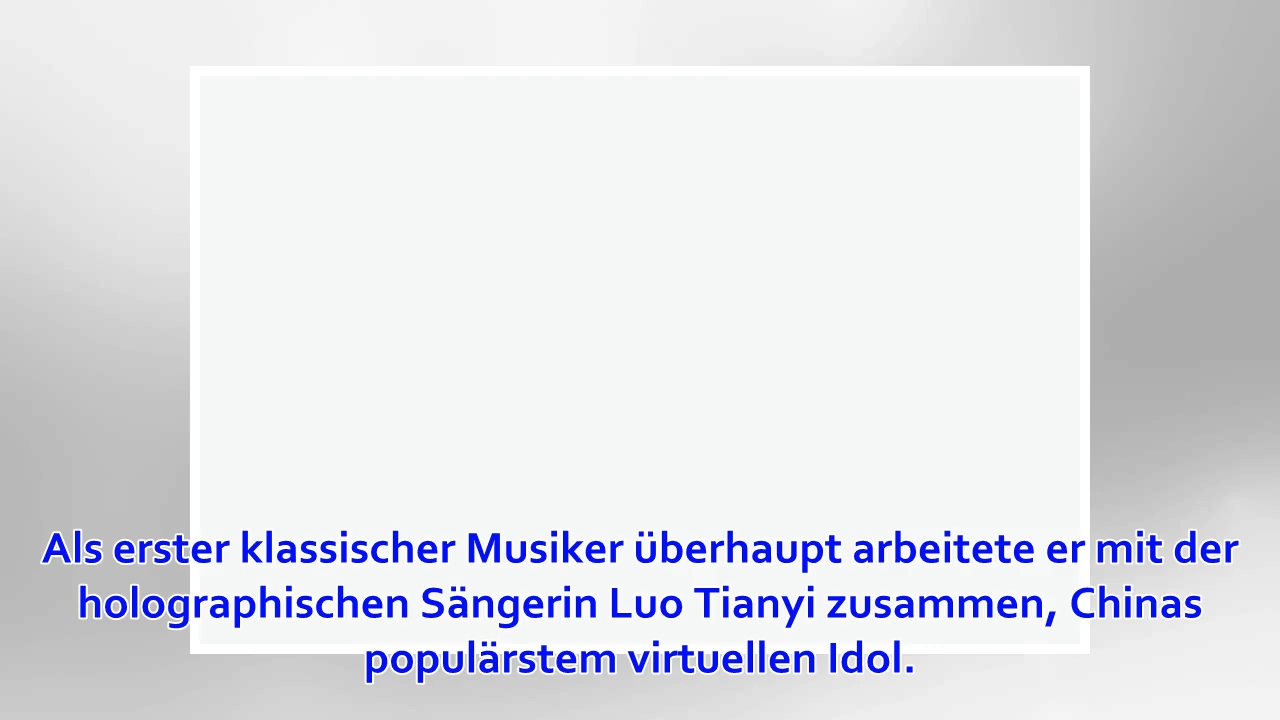 Als erster klassischer Musiker überhaupt arbeitete er mit der
holographischen Sängerin Luo Tianyi zusammen, Chinas
populärstem virtuellen Idol.